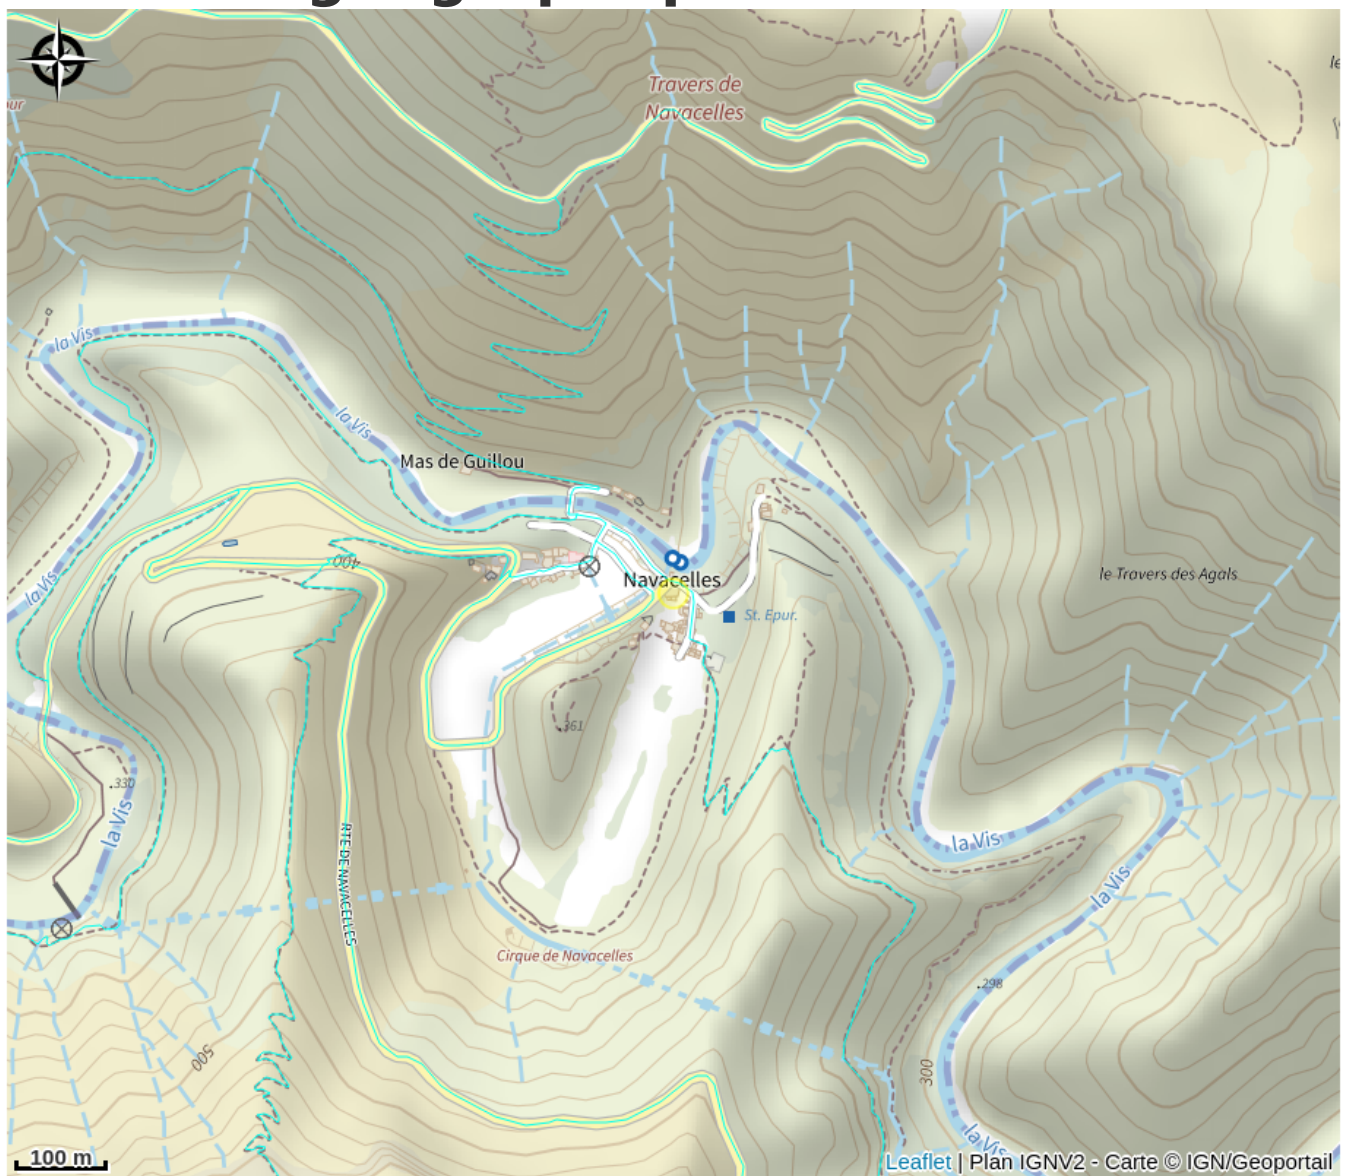 Travers de
Navacelles
la Vis
la Vis
Mas de Guillou
400
la Vis
Navacelles
St. Epur.
le Travers des Agals
361
330
la Vis
RTE DE NAVACELLES
la Vis
la Vis
Cirque de Navacelles
298
500
300
la Vis
100 m
Leaflet | Plan IGNV2 - Carte © IGN/Geoportail